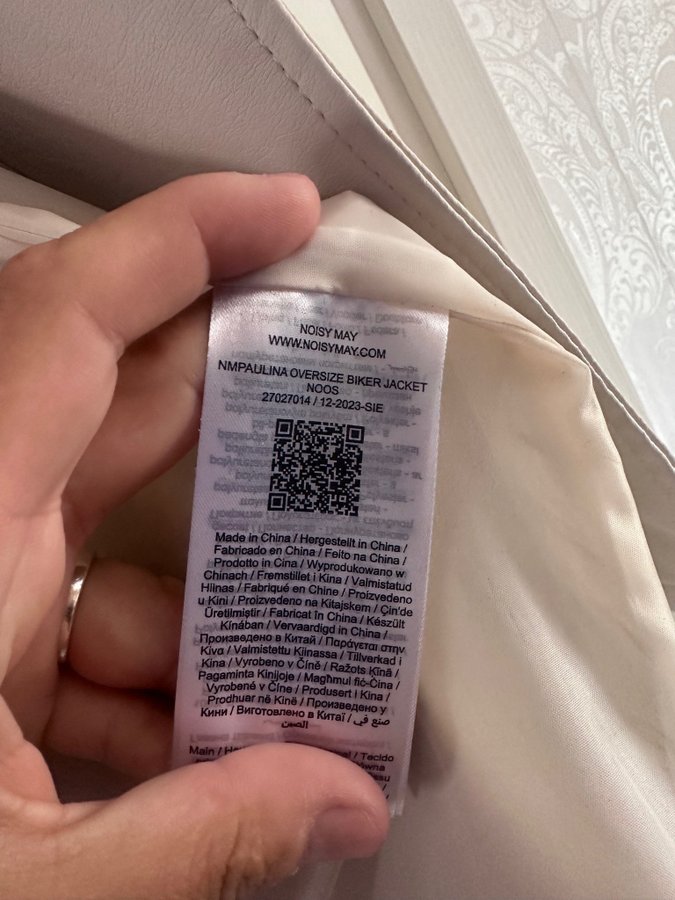 NOISY MAY
WWW.NOISYMAY.COM
NMPAULINA OVERSIZE BIKER JACKET
NOOS
27027014 / 12-2023-SIE
Made in China / Hergestellt in China /
Fabricado en China / Feito na China /
Prodotto in Cina / Wyprodukowano w
Chinach / Fremstillet i Kina / Valmistatud
Hiinas / Fabriqué en Chine / Proizvedeno
u Kini / Proizvedeno na Kitajskem / Çin'de
Üretilmiştir / Fabricat în China / Készült
Kínában / Vervaardigd in China /
Произведено в Китай / Παράγεται στην
Κίνα / Valmistettu Kiinassa / Tillverkad i
Kina / Vyrobeno v Číně / Ražots Ķīnā /
Pagaminta Kinijoje / Magħmul fiċ-Ċina /
Vyrobené v Číne / Produsert i Kina /
Prodhuar në Kinë / Произведено у
Кини / Виготовлено в Китаї / صنع في
الصين
Main /
/ Tecido